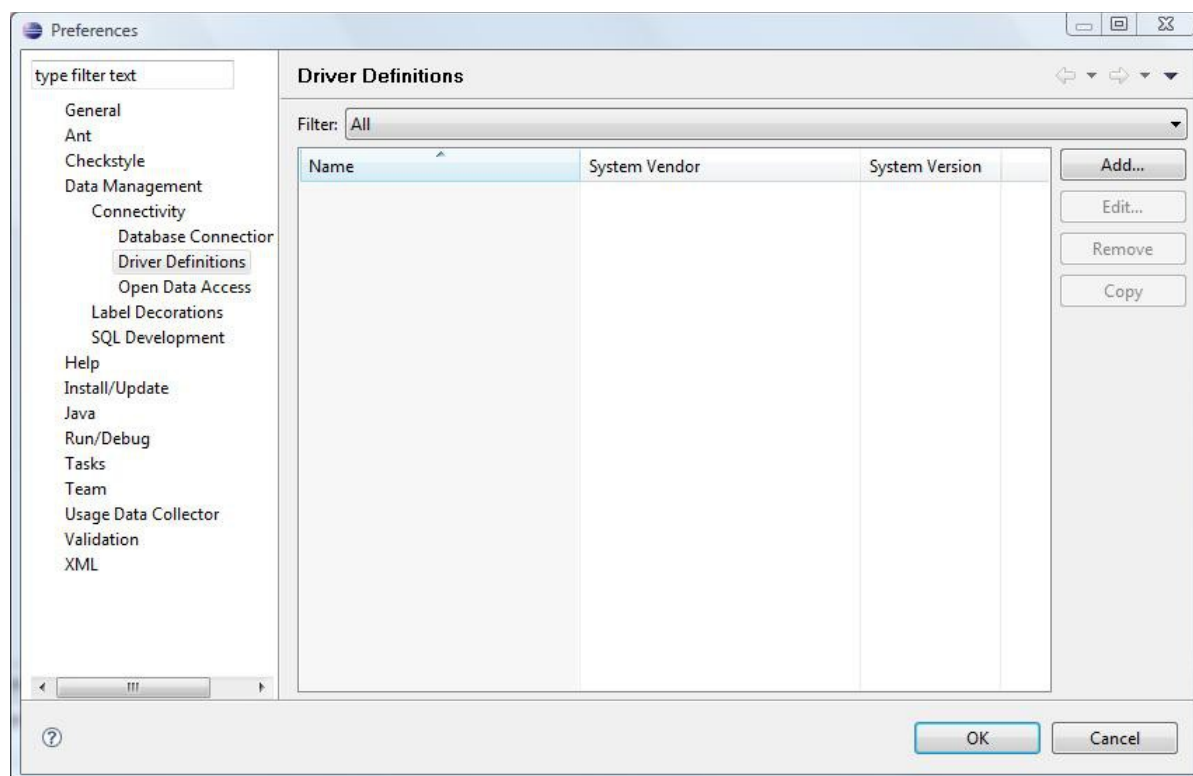 Preferences
type filter text
General
Ant
Checkstyle
Data Management
Connectivity
Database Connection
Driver Definitions
Open Data Access
Label Decorations
SQL Development
Help
Install/Update
Java
Run/Debug
Tasks
Team
Usage Data Collector
Validation
XML
Driver Definitions
Filter: All
Name System Vendor System Version
Add...
Edit...
Remove
Copy
OK Cancel